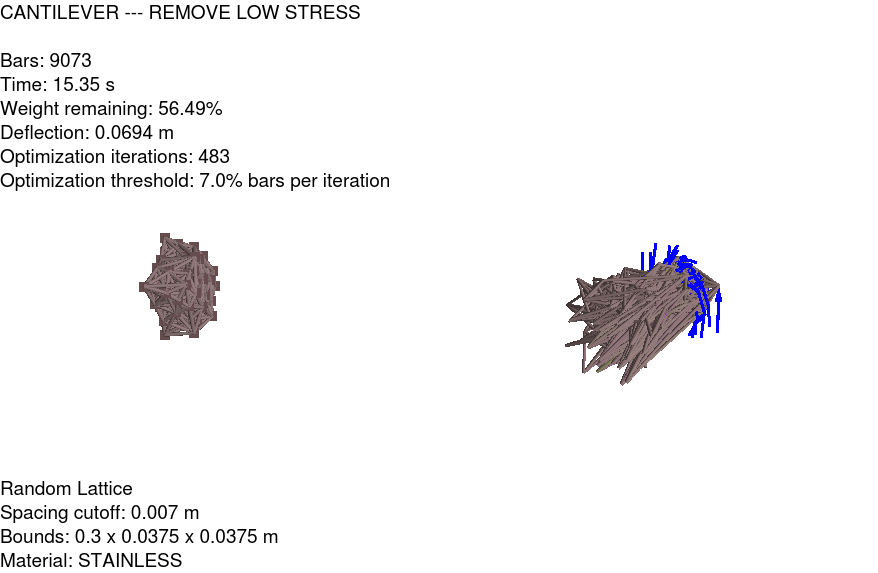 CANTILEVER --- REMOVE LOW STRESS
Bars: 9073
Time: 15.35 s
Weight remaining: 56.49%
Deflection: 0.0694 m
Optimization iterations: 483
Optimization threshold: 7.0% bars per iteration
Random Lattice
Spacing cutoff: 0.007 m
Bounds: 0.3 x 0.0375 x 0.0375 m
Material: STAINLESS